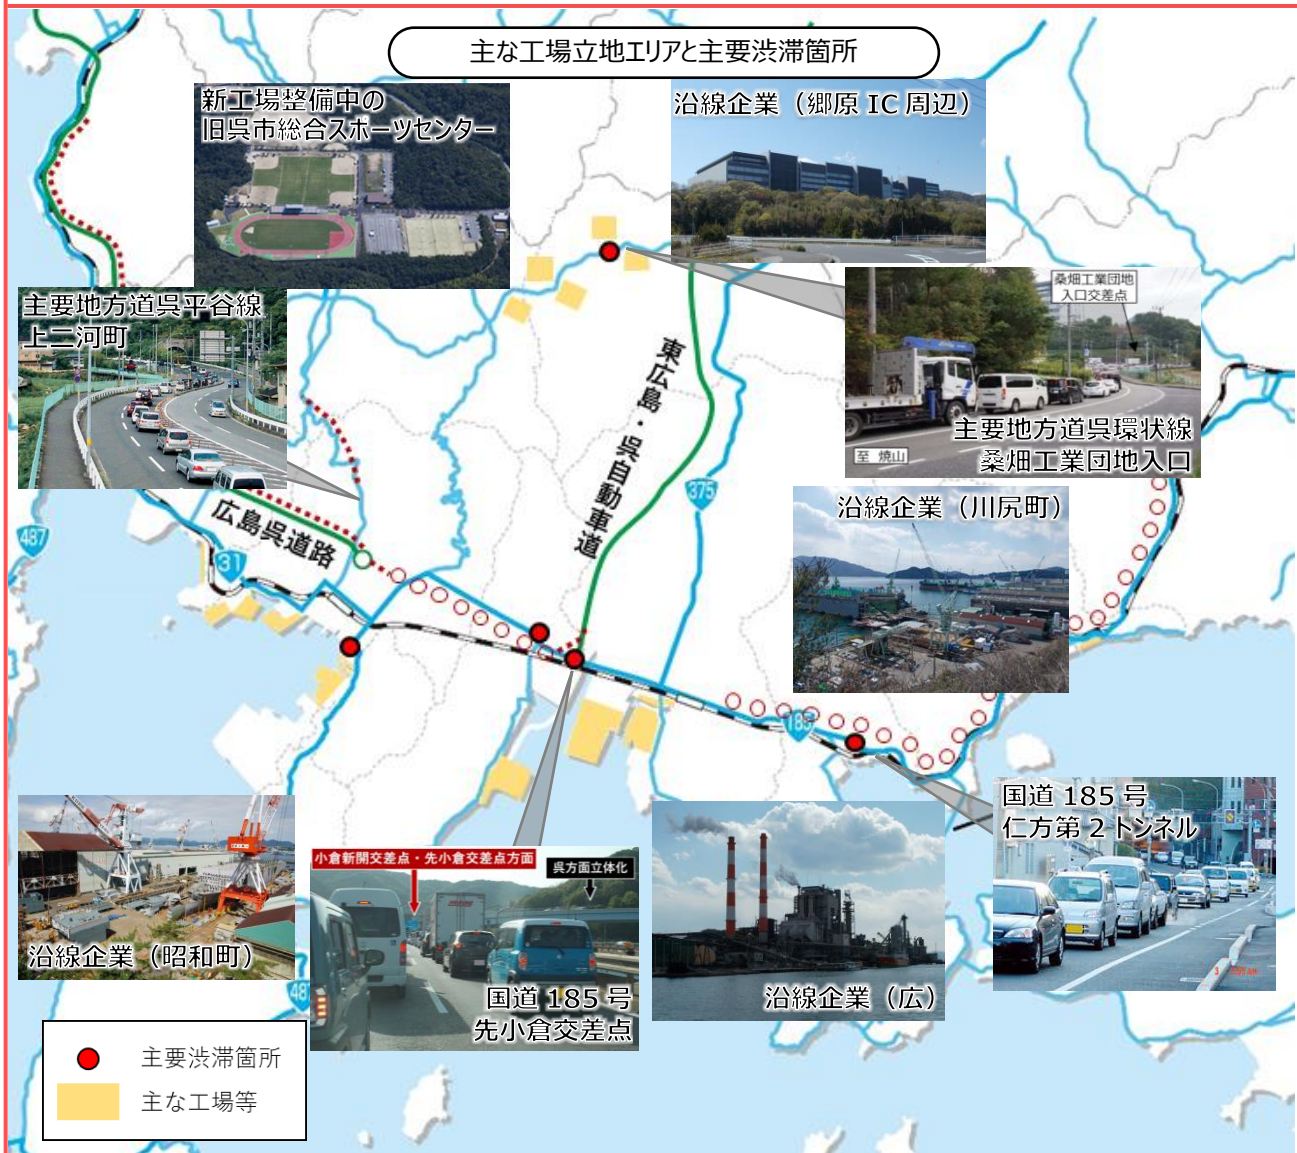 主な工場立地エリアと主要渋滞箇所
新工場整備中の
旧呉市総合スポーツセンター
沿線企業（郷原 IC 周辺）
主要地方道呉平谷線
上二河町
桑畑工業団地
入口交差点
至 焼山
主要地方道呉環状線
桑畑工業団地入口
東広島・呉自動車道
375
沿線企業（川尻町）
広島呉道路
487
31
185
国道 185 号
仁方第 2 トンネル
沿線企業（昭和町）
小倉新開交差点・先小倉交差点方面
呉方面立体化
国道 185 号
先小倉交差点
沿線企業（広）
主要渋滞箇所
主な工場等